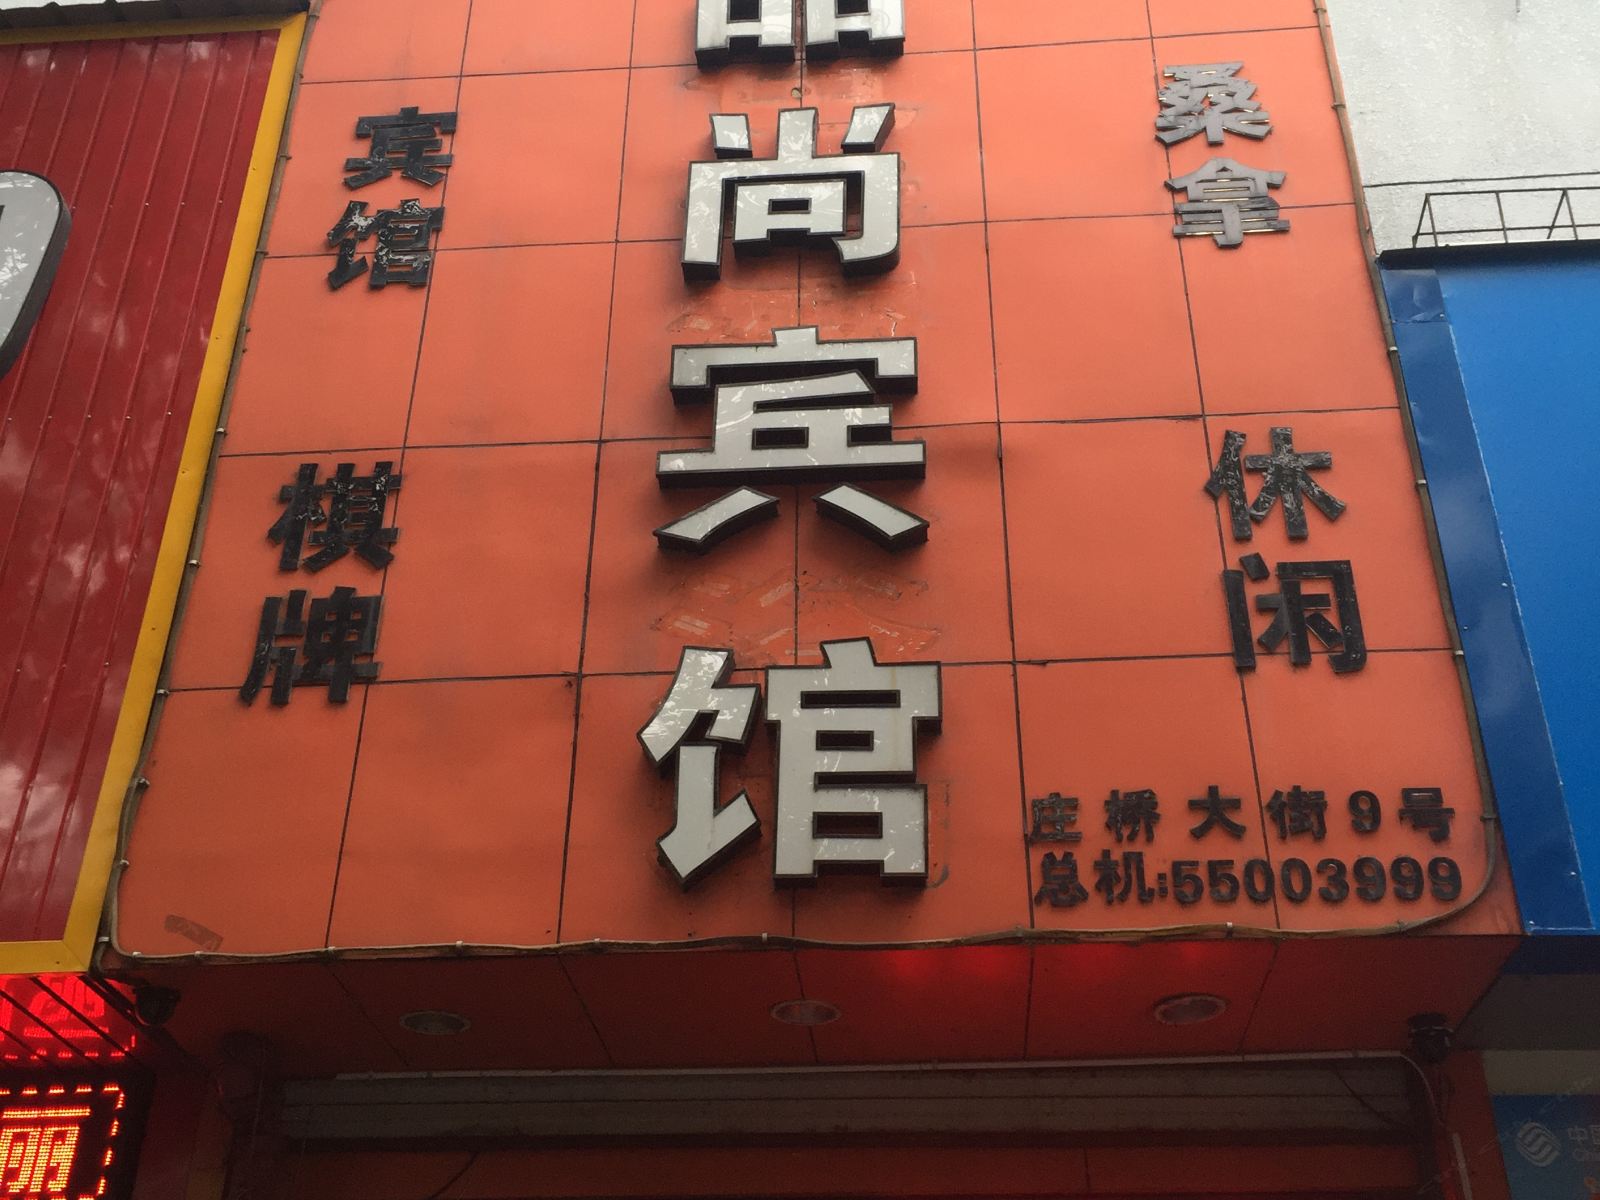 品尚宾馆
宾馆
棋牌
桑拿
休闲
庄桥大街9号
总机:55003999